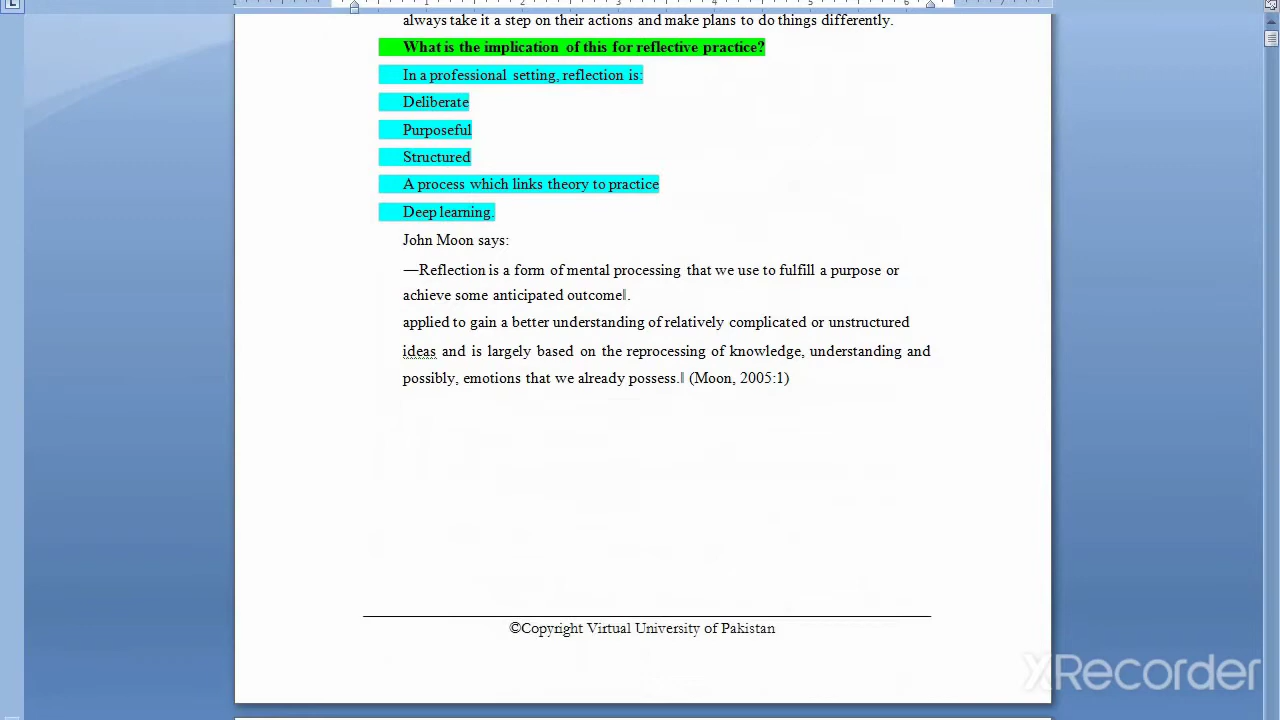 always take it a step on their actions and make plans to do things differently.
What is the implication of this for reflective practice?
In a professional setting, reflection is:
Deliberate
Purposeful
Structured
A process which links theory to practice
Deep learning.
John Moon says:
―Reflection is a form of mental processing that we use to fulfill a purpose or
achieve some anticipated outcome‖.
applied to gain a better understanding of relatively complicated or unstructured
ideas and is largely based on the reprocessing of knowledge, understanding and
possibly, emotions that we already possess.‖ (Moon, 2005:1)
©Copyright Virtual University of Pakistan
XRecorder